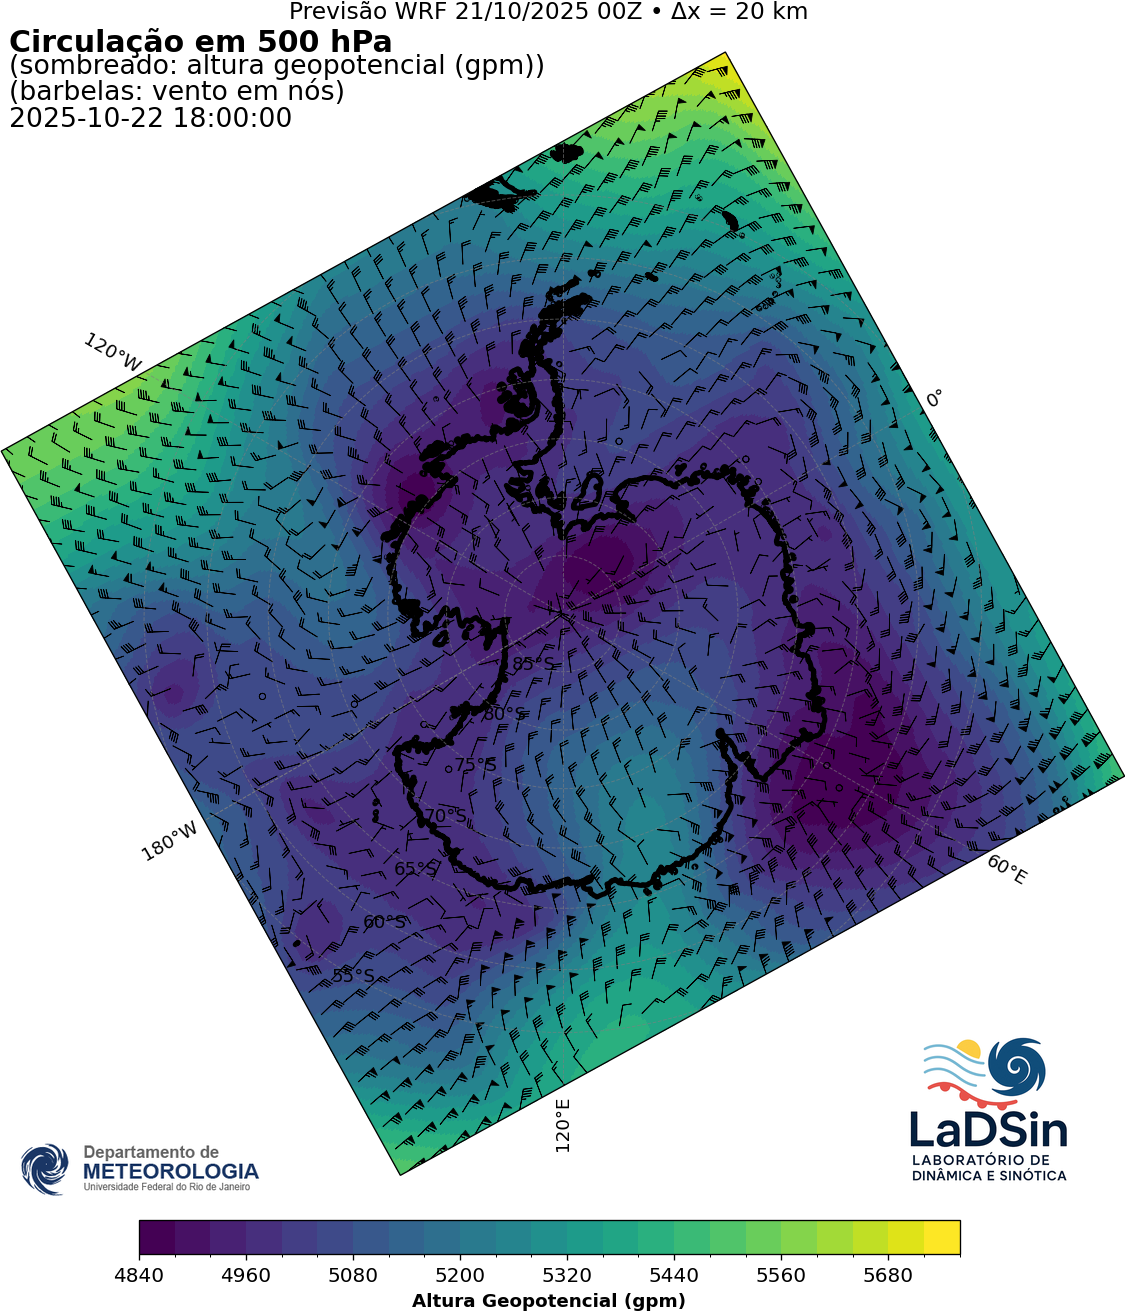 Previsão WRF 21/10/2025 00Z • Δx = 20 km
Circulação em 500 hPa
(sombreado: altura geopotencial (gpm))
(barbelas: vento em nós)
2025-10-22 18:00:00
120°W
0°
85°S
80°S
75°S
70°S
180°W
65°S
60°E
60°S
55°S
120°E
LaDSin
LABORATÓRIO DE
DINÂMICA E SINÓTICA
Departamento de
METEOROLOGIA
Universidade Federal do Rio de Janeiro
4840 4960 5080 5200 5320 5440 5560 5680
Altura Geopotencial (gpm)